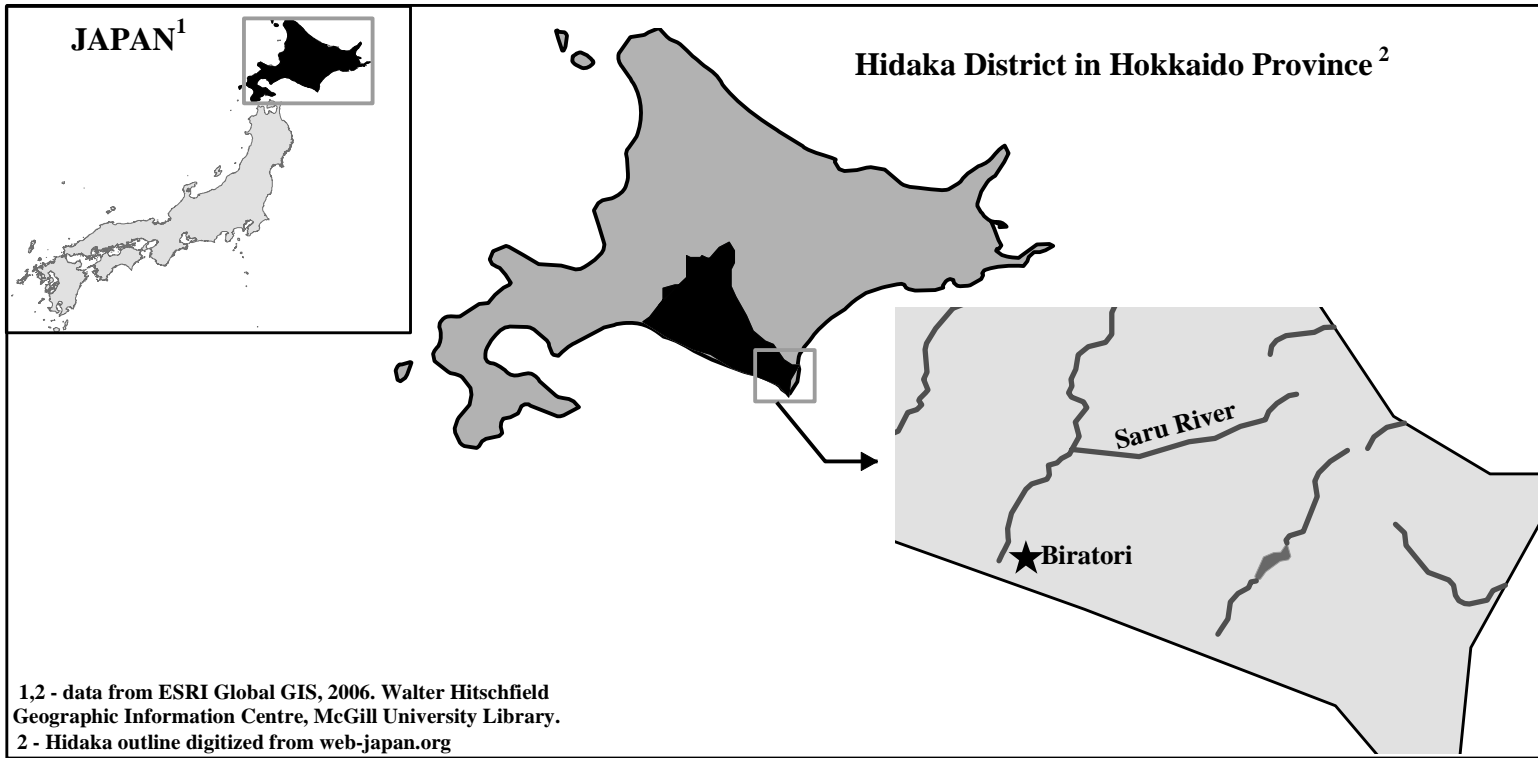 JAPAN1
Hidaka District in Hokkaido Province 2
Saru River
Biratori
1,2 - data from ESRI Global GIS, 2006. Walter Hitschfield
Geographic Information Centre, McGill University Library.
2 - Hidaka outline digitized from web-japan.org